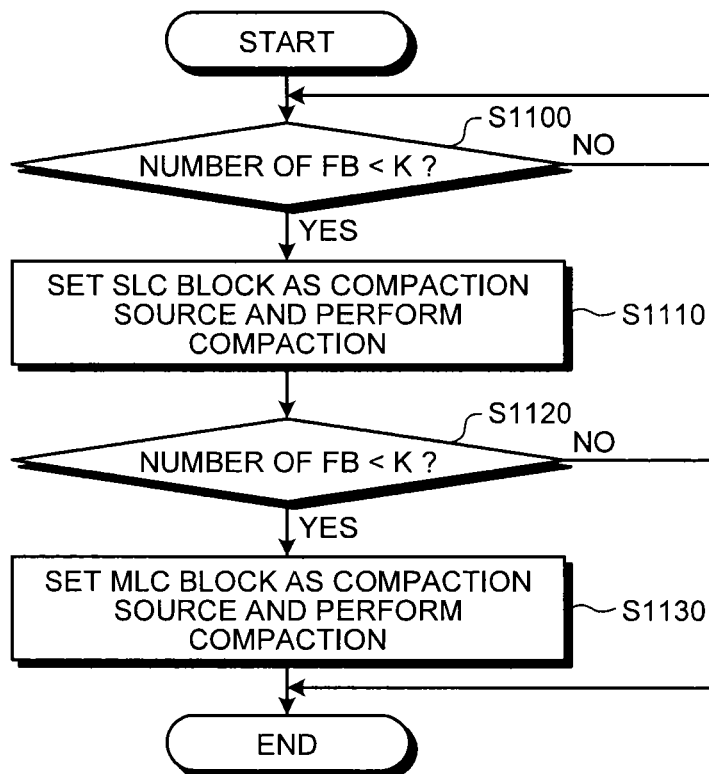 START
S1100
NUMBER OF FB < K ?
NO
YES
SET SLC BLOCK AS COMPACTION
SOURCE AND PERFORM
COMPACTION
S1110
S1120
NUMBER OF FB < K ?
NO
YES
SET MLC BLOCK AS COMPACTION
SOURCE AND PERFORM
COMPACTION
S1130
END